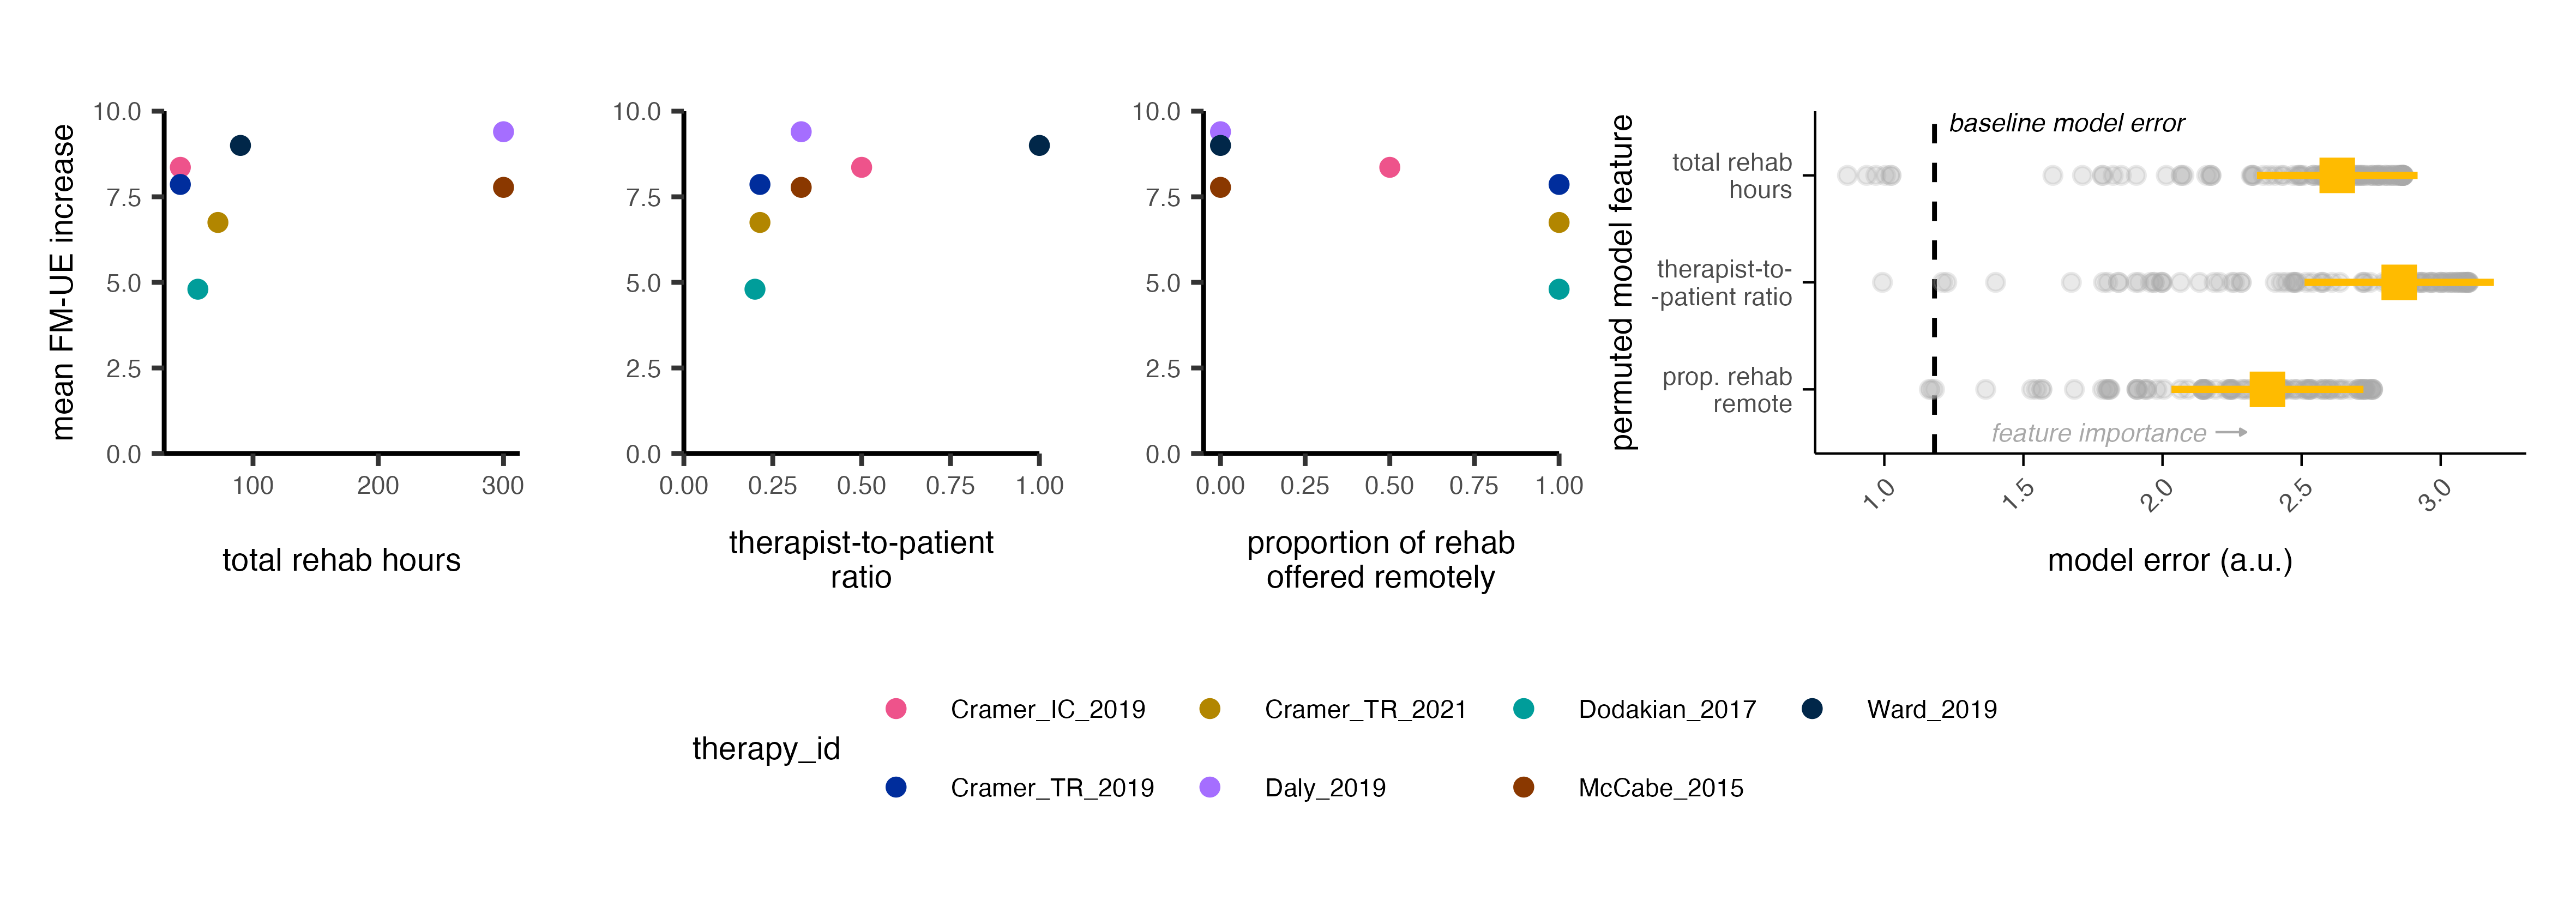 mean FM-UE increase
10.0
7.5
5.0
2.5
0.0
100
200
300
total rehab hours
10.0
7.5
5.0
2.5
0.0
0.00
0.25
0.50
0.75
1.00
therapist-to-patient
ratio
10.0
7.5
5.0
2.5
0.0
0.00
0.25
0.50
0.75
1.00
proportion of rehab
offered remotely
permuted model feature
baseline model error
total rehab
hours
therapist-to-
-patient ratio
prop. rehab
remote
feature importance →
1.0
1.5
2.0
2.5
3.0
model error (a.u.)
therapy_id
Cramer_IC_2019
Cramer_TR_2021
Dodakian_2017
Ward_2019
Cramer_TR_2019
Daly_2019
McCabe_2015